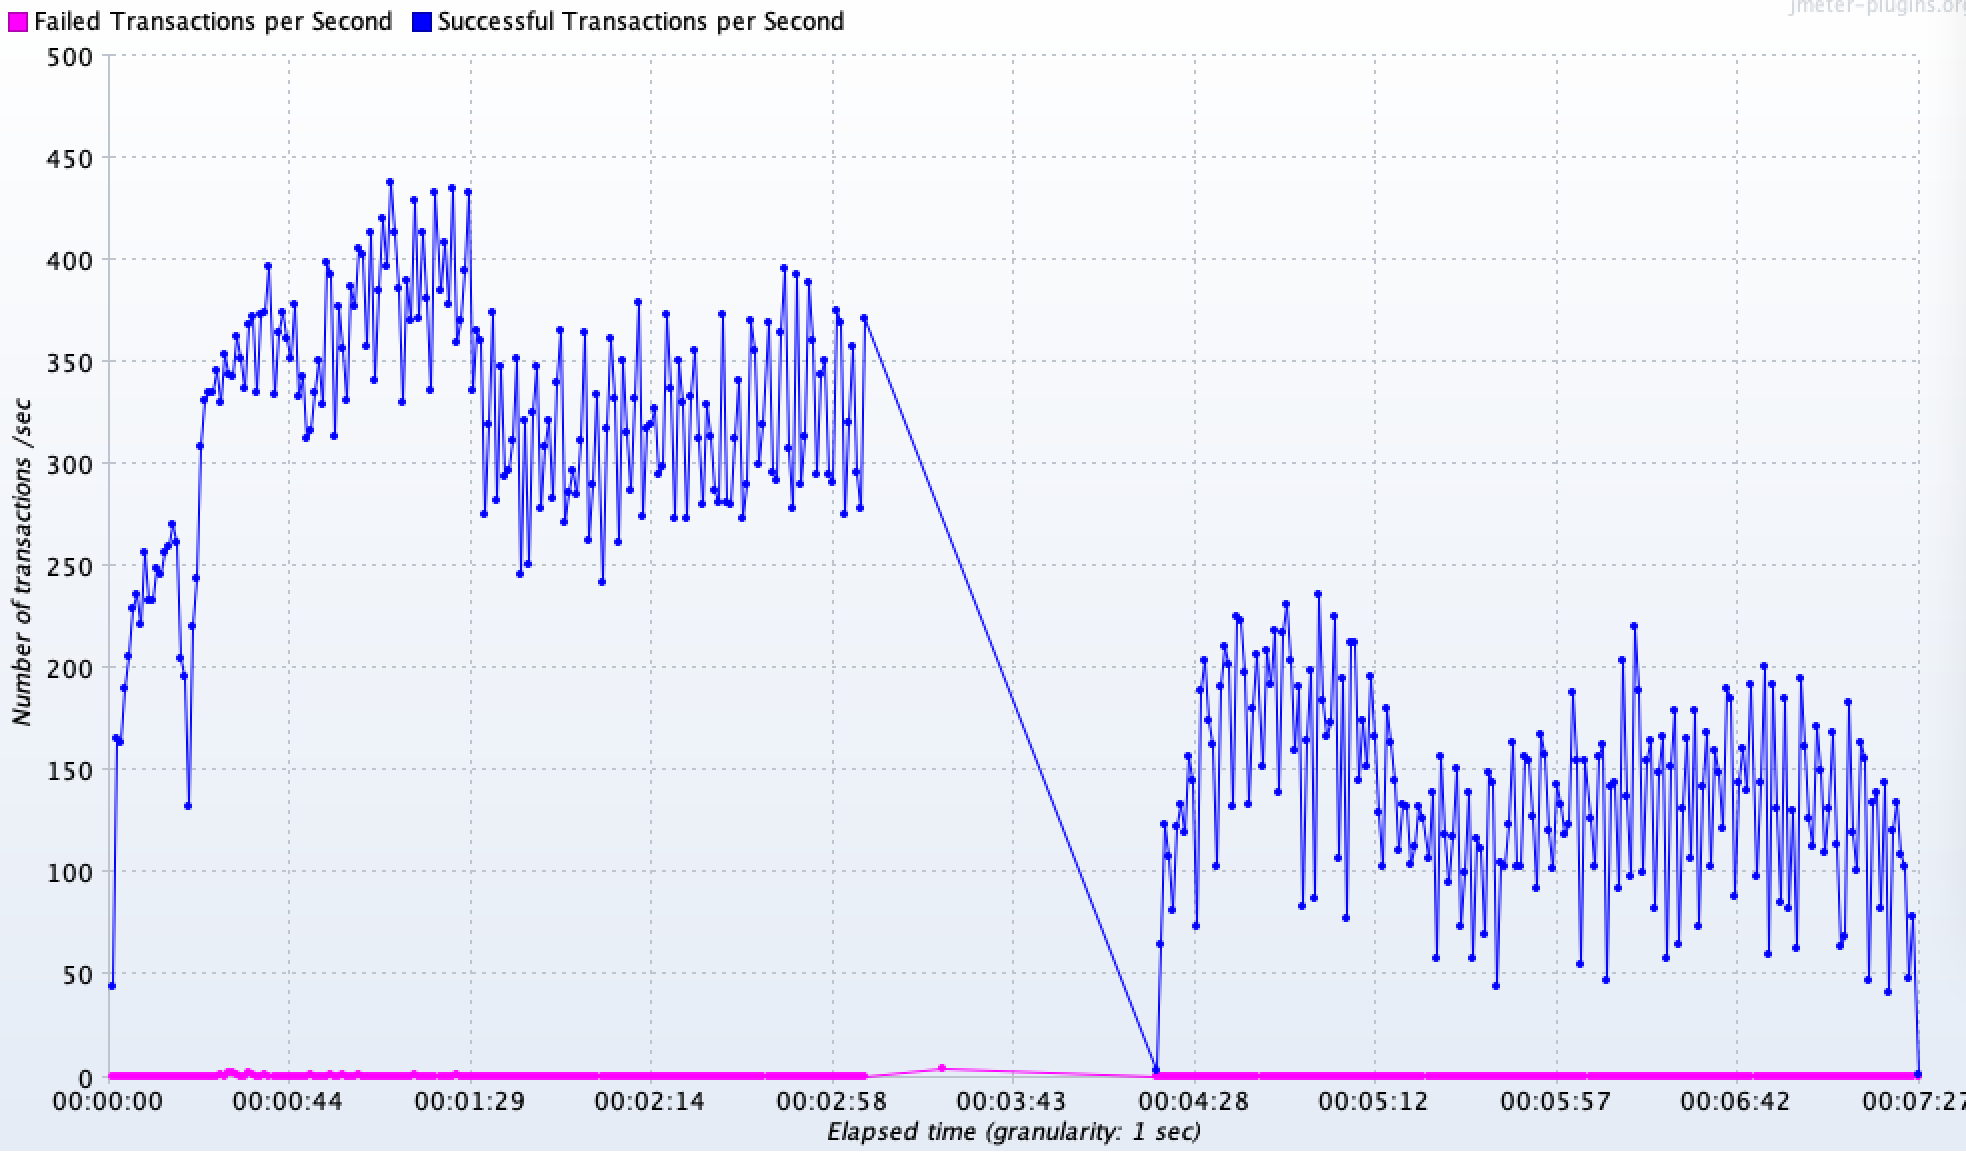 jmeter-plugins.org
Failed Transactions per Second Successful Transactions per Second
500
450
400
350
300
250
200
150
100
50
0
Number of transactions /sec
00:00:00 00:00:44 00:01:29 00:02:14 00:02:58 00:03:43 00:04:28 00:05:12 00:05:57 00:06:42 00:07:27
Elapsed time (granularity: 1 sec)